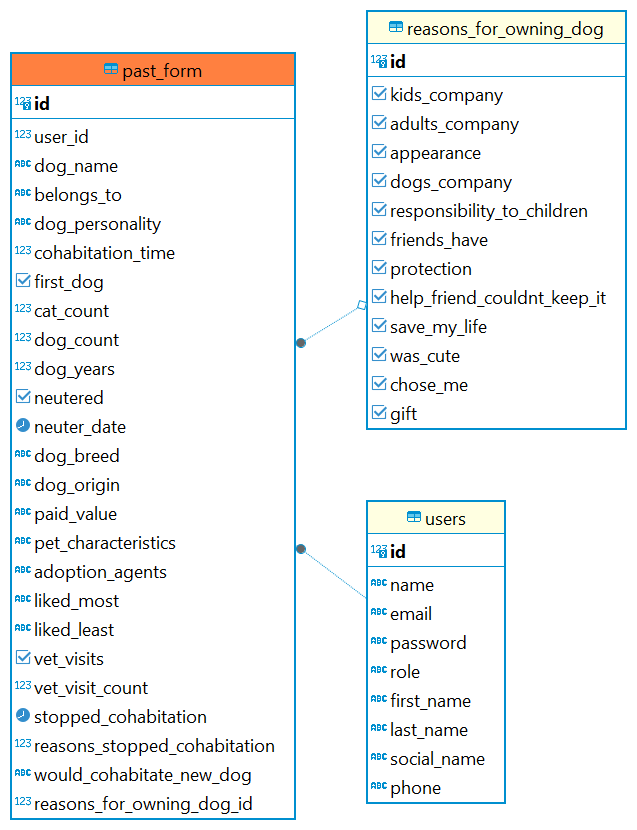 past_form
123 id
123 user_id
ABC dog_name
ABC belongs_to
ABC dog_personality
123 cohabitation_time
first_dog
123 cat_count
123 dog_count
123 dog_years
neutered
neuter_date
ABC dog_breed
ABC dog_origin
ABC paid_value
ABC pet_characteristics
ABC adoption_agents
ABC liked_most
ABC liked_least
vet_visits
123 vet_visit_count
stopped_cohabitation
123 reasons_stopped_cohabitation
ABC would_cohabitate_new_dog
123 reasons_for_owning_dog_id
reasons_for_owning_dog
123 id
kids_company
adults_company
appearance
dogs_company
responsibility_to_children
friends_have
protection
help_friend_couldnt_keep_it
save_my_life
was_cute
chose_me
gift
users
123 id
ABC name
ABC email
ABC password
ABC role
ABC first_name
ABC last_name
ABC social_name
ABC phone